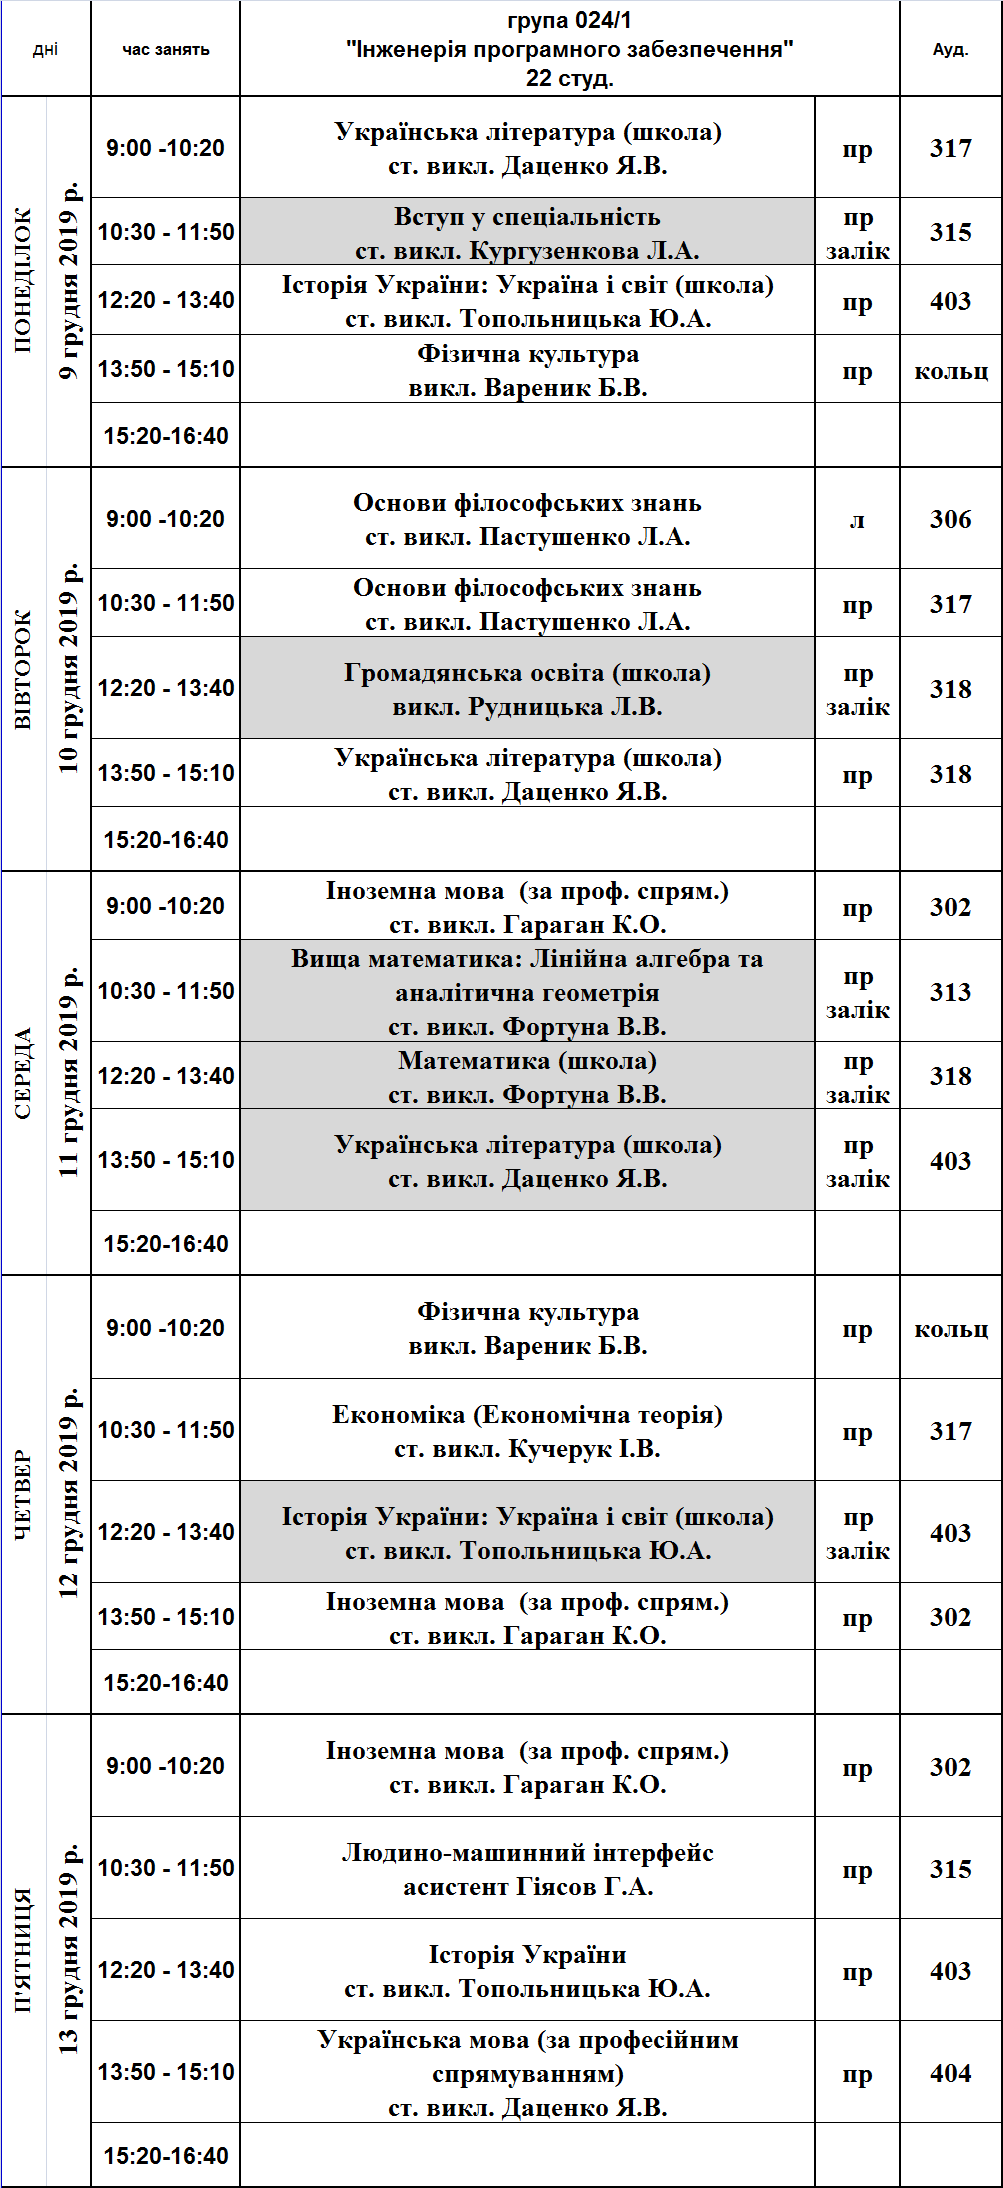 дні
час занять
група 024/1
"Інженерія програмного забезпечення"
22 студ.
Ауд.
ПОНЕДІЛОК
9 грудня 2019 р.
9:00 -10:20
Українська література (школа)
ст. викл. Даценко Я.В.
пр
317
10:30 - 11:50
Вступ у спеціальність
ст. викл. Кургузенкова Л.А.
пр
залік
315
12:20 - 13:40
Історія України: Україна і світ (школа)
ст. викл. Топольницька Ю.А.
пр
403
13:50 - 15:10
Фізична культура
викл. Вареник Б.В.
пр
кольц
15:20-16:40
ВІВТОРОК
10 грудня 2019 р.
9:00 -10:20
Основи філософських знань
ст. викл. Пастушенко Л.А.
л
306
10:30 - 11:50
Основи філософських знань
ст. викл. Пастушенко Л.А.
пр
317
12:20 - 13:40
Громадянська освіта (школа)
викл. Рудницька Л.В.
пр
залік
318
13:50 - 15:10
Українська література (школа)
ст. викл. Даценко Я.В.
пр
318
15:20-16:40
СЕРЕДА
11 грудня 2019 р.
9:00 -10:20
Іноземна мова  (за проф. спрям.)
ст. викл. Гараган К.О.
пр
302
10:30 - 11:50
Вища математика: Лінійна алгебра та
аналітична геометрія
ст. викл. Фортуна В.В.
пр
залік
313
12:20 - 13:40
Математика (школа)
ст. викл. Фортуна В.В.
пр
залік
318
13:50 - 15:10
Українська література (школа)
ст. викл. Даценко Я.В.
пр
залік
403
15:20-16:40
ЧЕТВЕР
12 грудня 2019 р.
9:00 -10:20
Фізична культура
викл. Вареник Б.В.
пр
кольц
10:30 - 11:50
Економіка (Економічна теорія)
ст. викл. Кучерук І.В.
пр
317
12:20 - 13:40
Історія України: Україна і світ (школа)
ст. викл. Топольницька Ю.А.
пр
залік
403
13:50 - 15:10
Іноземна мова  (за проф. спрям.)
ст. викл. Гараган К.О.
пр
302
15:20-16:40
П'ЯТНИЦЯ
13 грудня 2019 р.
9:00 -10:20
Іноземна мова  (за проф. спрям.)
ст. викл. Гараган К.О.
пр
302
10:30 - 11:50
Людино-машинний інтерфейс
асистент Гіясов Г.А.
пр
315
12:20 - 13:40
Історія України
ст. викл. Топольницька Ю.А.
пр
403
13:50 - 15:10
Українська мова (за професійним
спрямуванням)
ст. викл. Даценко Я.В.
пр
404
15:20-16:40